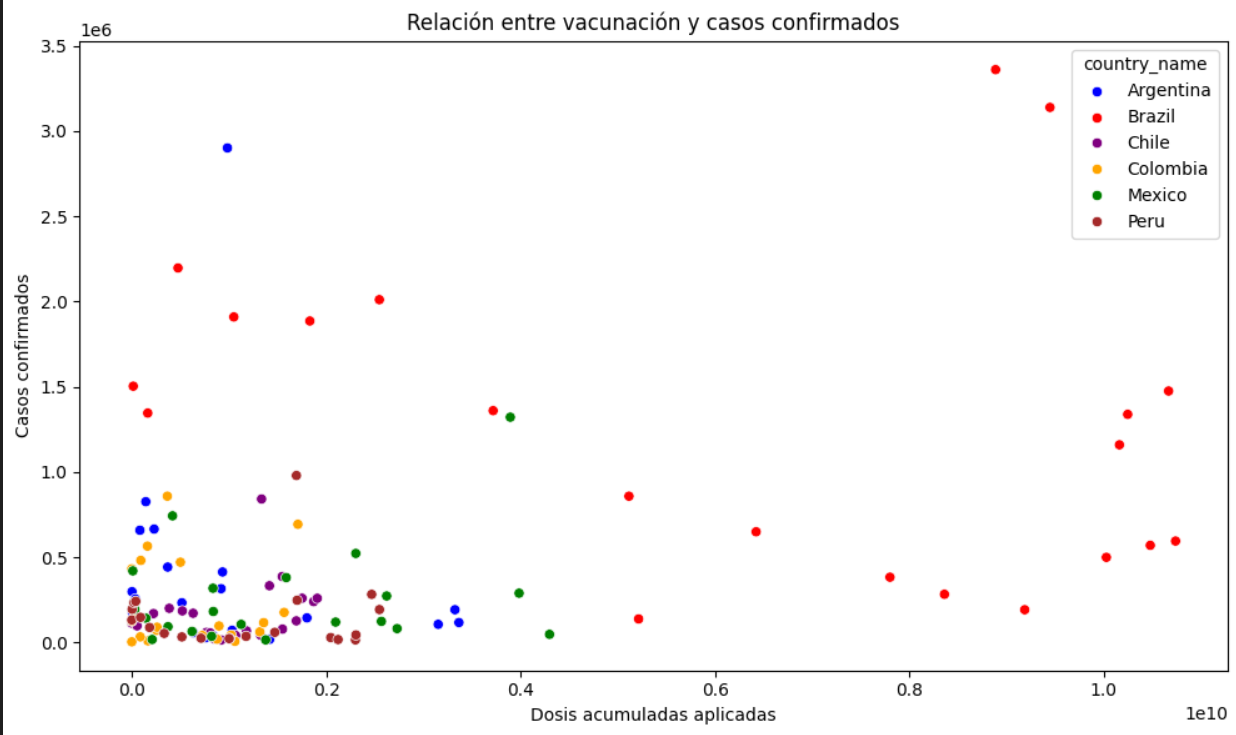 Relación entre vacunación y casos confirmados
1e6
3.5
3.0
2.5
2.0
1.5
1.0
0.5
0.0
Casos confirmados
country_name
Argentina
Brazil
Chile
Colombia
Mexico
Peru
0.0 0.2 0.4 0.6 0.8 1.0
1e10
Dosis acumuladas aplicadas